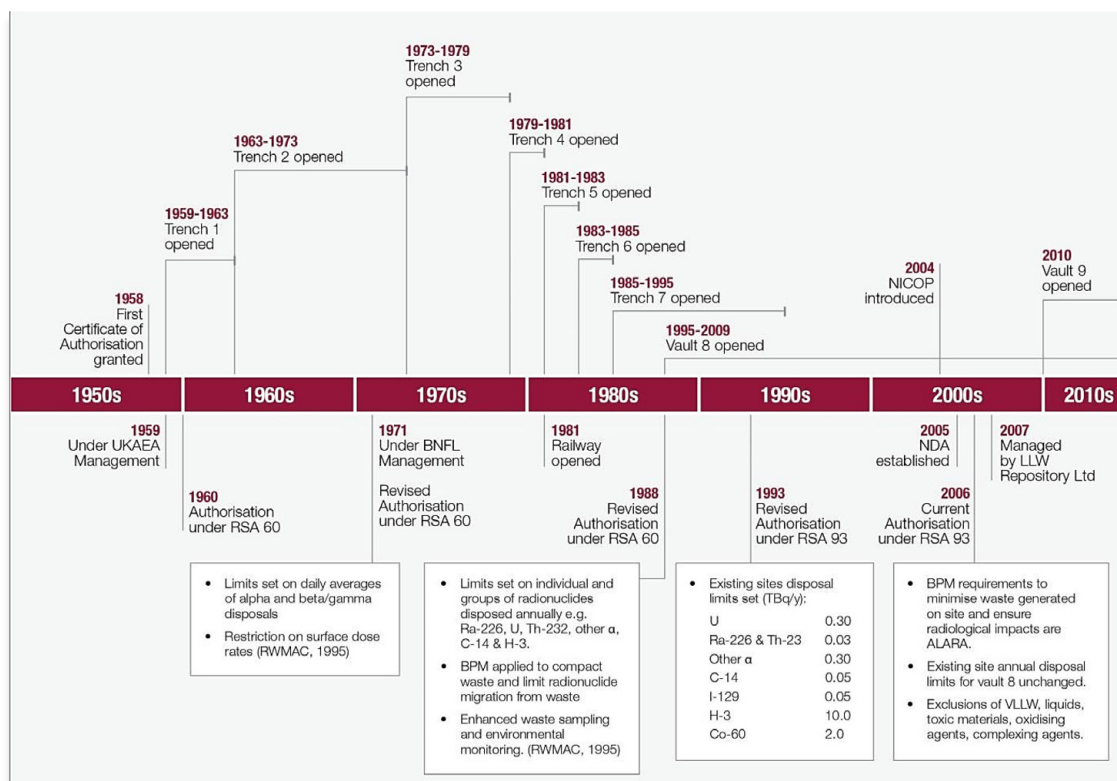 1973-1979
Trench 3
opened
1979-1981
Trench 4 opened
1963-1973
Trench 2 opened
1981-1983
Trench 5 opened
1959-1963
Trench 1
opened
1983-1985
Trench 6 opened
2004
NICOP
introduced
2010
Vault 9
opened
1985-1995
Trench 7 opened
1958
First
Certificate of
Authorisation
granted
1995-2009
Vault 8 opened
1950s
1960s
1970s
1980s
1990s
2000s
2010s
1959
Under UKAEA
Management
1960
Authorisation
under RSA 60
1971
Under BNFL
Management
Revised
Authorisation
under RSA 60
1981
Railway
opened
1988
Revised
Authorisation
under RSA 60
1993
Revised
Authorisation
under RSA 93
2005
NDA
established
2006
Current
Authorisation
under RSA 93
2007
Managed
by LLW
Repository Ltd
• Limits set on daily averages
of alpha and beta/gamma
disposals
• Restriction on surface dose
rates (RWMAC, 1995)
• Limits set on individual and
groups of radionuclides
disposed annually e.g.
Ra-226, U, Th-232, other α,
C-14 & H-3.
• BPM applied to compact
waste and limit radionuclide
migration from waste
• Enhanced waste sampling
and environmental
monitoring. (RWMAC, 1995)
• Existing sites disposal
limits set (TBq/y):
U 0.30
Ra-226 & Th-23 0.03
Other α 0.30
C-14 0.05
I-129 0.05
H-3 10.0
Co-60 2.0
• BPM requirements to
minimise waste generated
on site and ensure
radiological impacts are
ALARA.
• Existing site annual disposal
limits for vault 8 unchanged.
• Exclusions of VLLW, liquids,
toxic materials, oxidising
agents, complexing agents.